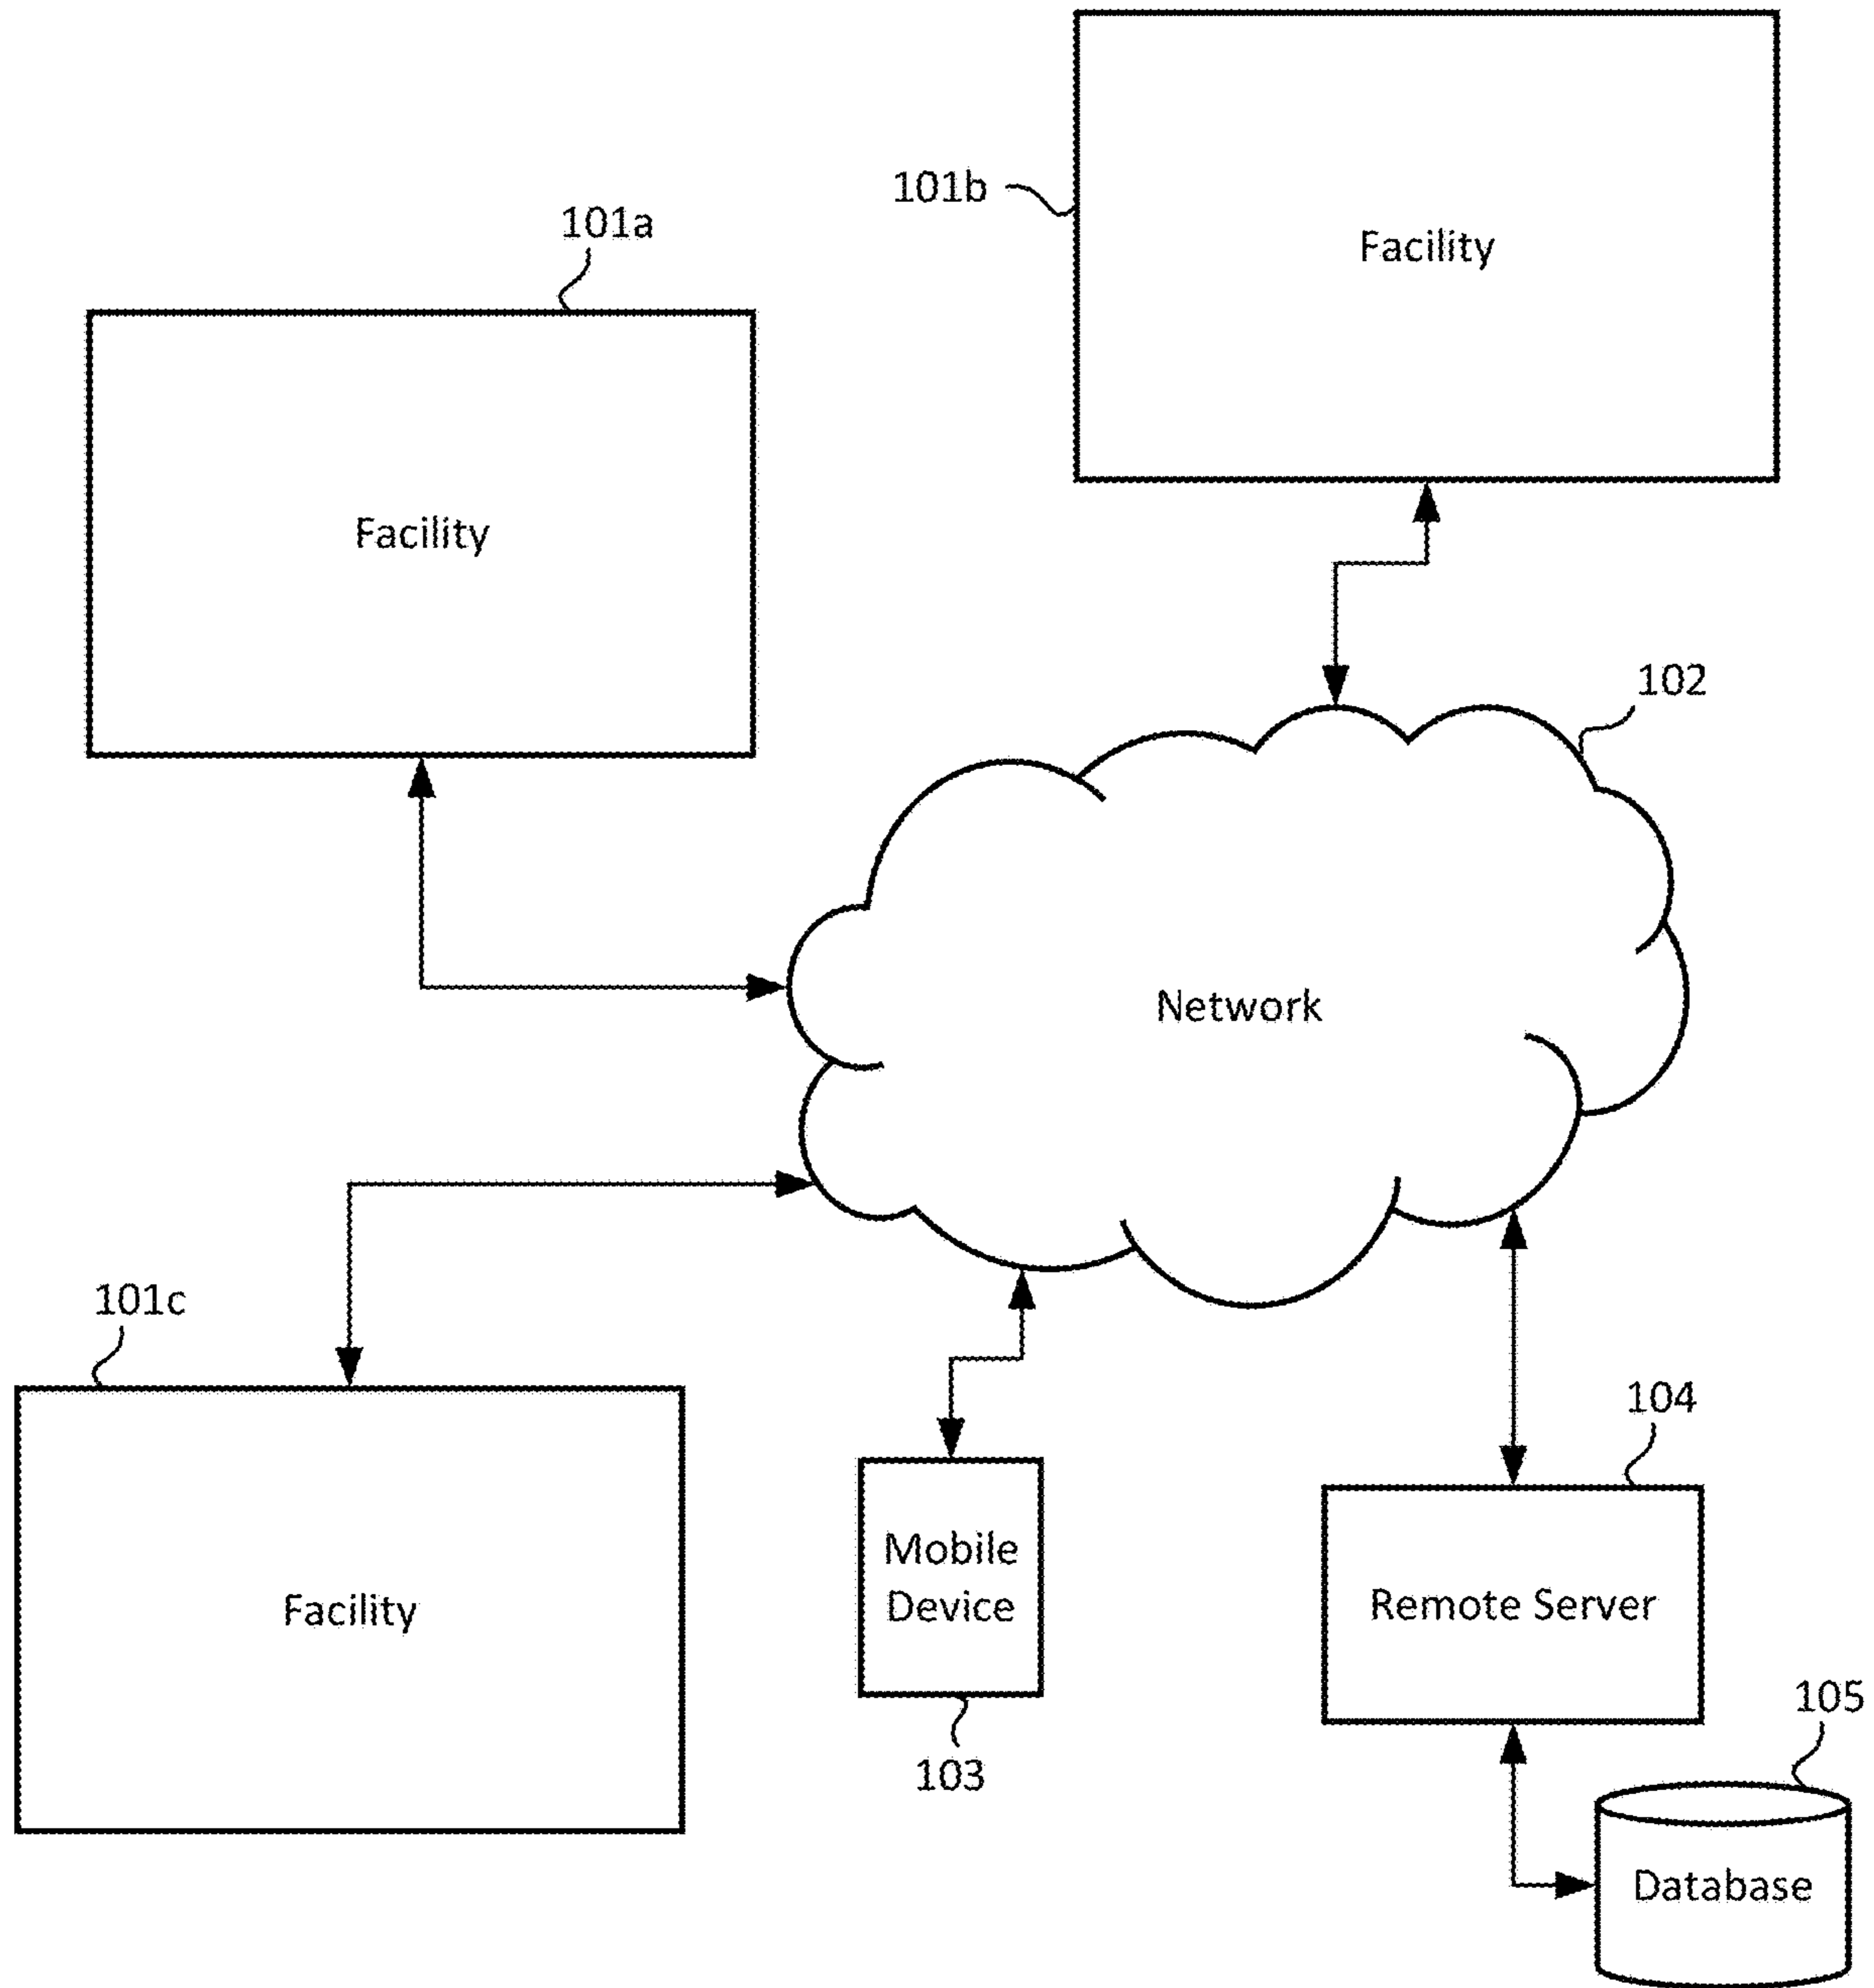 101b
Facility
101a
Facility
102
Network
101c
Facility
Mobile
Device
103
104
Remote Server
105
Database